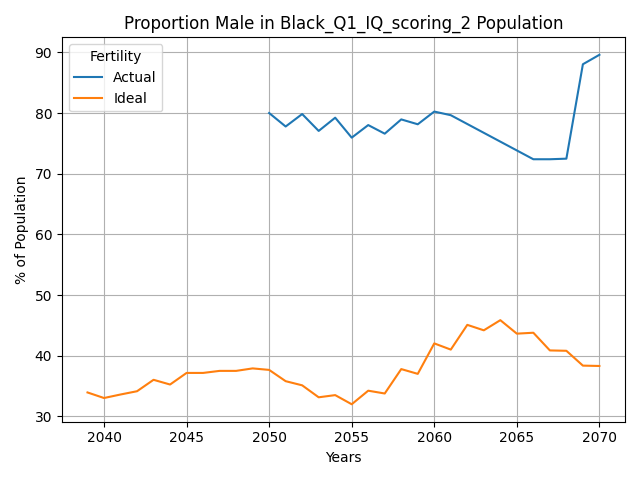 Proportion Male in Black_Q1_IQ_scoring_2 Population
Fertility
Actual
Ideal
% of Population
90
80
70
60
50
40
30
2040 2045 2050 2055 2060 2065 2070
Years